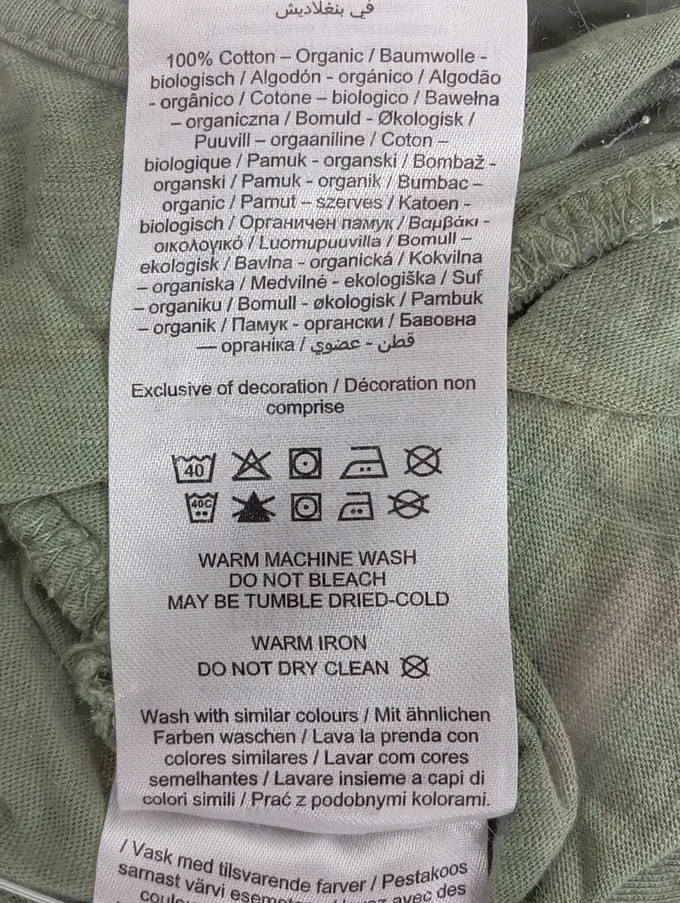 في بنغلاديش
100% Cotton – Organic / Baumwolle -
biologisch / Algodón - orgánico / Algodão
- orgânico / Cotone – biologico / Bawełna
– organiczna / Bomuld - Økologisk /
Puuvill – orgaaniline / Coton –
biologique / Pamuk - organski / Bombaž -
organski / Pamuk - organik / Bumbac –
organic / Pamut – szerves / Katoen -
biologisch / Органичен памук / Βαμβάκι -
οικολογικό / Luomupuuvilla / Bomull –
ekologisk / Bavlna - organická / Kokvilna
– organiska / Medvilnė - ekologiška / Suf
– organiku / Bomull - økologisk / Pambuk
– organik / Памук - органски / Бавовна
— органіка / قطن - عضوي
Exclusive of decoration / Décoration non
comprise
40
40C
WARM MACHINE WASH
DO NOT BLEACH
MAY BE TUMBLE DRIED-COLD
WARM IRON
DO NOT DRY CLEAN
Wash with similar colours / Mit ähnlichen
Farben waschen / Lava la prenda con
colores similares / Lavar com cores
semelhantes / Lavare insieme a capi di
colori simili / Prać z podobnymi kolorami.
/ Vask med tilsvarende farver / Pestakoos
sarnast värvi avec des